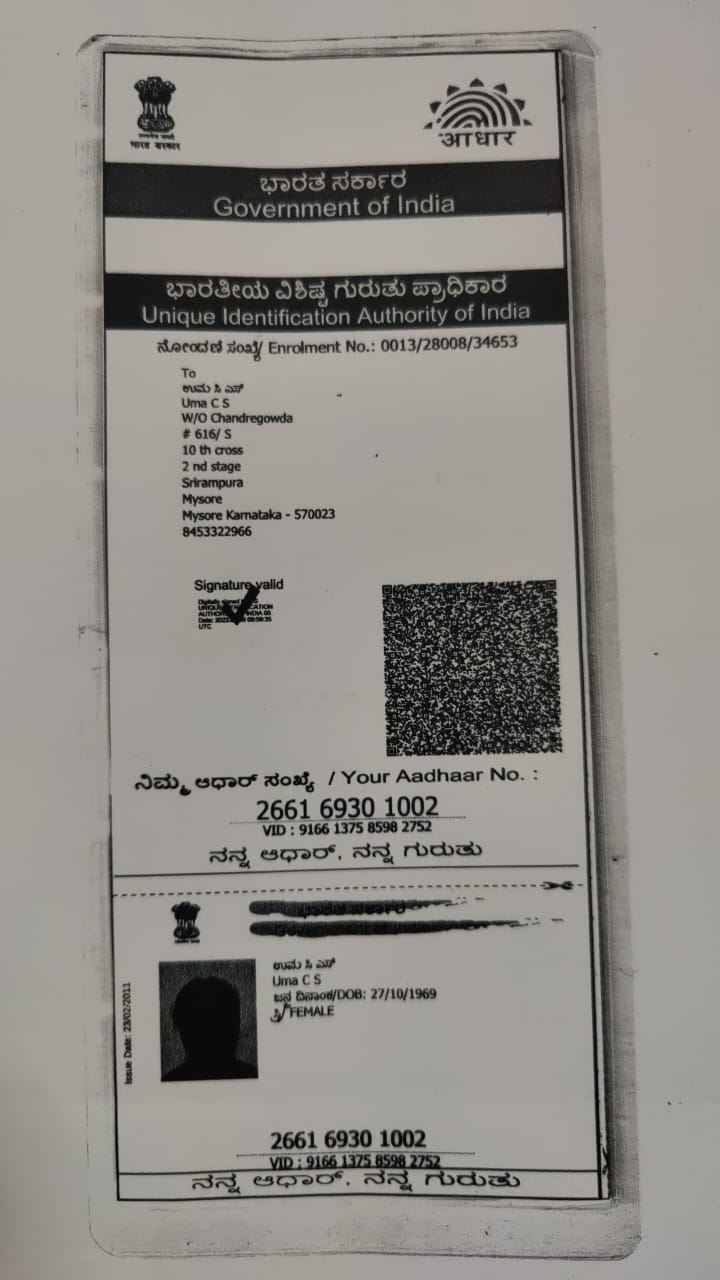 भारत सरकार
आधार
ಭಾರತ ಸರ್ಕಾರ
Government of India
ಭಾರತೀಯ ವಿಶಿಷ್ಟ ಗುರುತು ಪ್ರಾಧಿಕಾರ
Unique Identification Authority of India
ನೋಂದಣಿ ಸಂಖ್ಯೆ/ Enrolment No.: 0013/28008/34653
To
ಉಮ ಸಿ ಎಸ್
Uma C S
W/O Chandregowda
# 616/ S
10 th cross
2 nd stage
Srirampura
Mysore
Mysore Karnataka - 570023
8453322966
Signature valid
Digitally signed
UTC
ನಿಮ್ಮ ಆಧಾರ್ ಸಂಖ್ಯೆ / Your Aadhaar No. :
2661 6930 1002
VID : 9166 1375 8598 2752
ನನ್ನ ಆಧಾರ್, ನನ್ನ ಗುರುತು
ಉಮ ಸಿ ಎಸ್
Uma C S
ಜನ್ಮ ದಿನಾಂಕ/DOB: 27/10/1969
ಸ್ತ್ರೀ/ FEMALE
Issue Date: 23/02/2011
2661 6930 1002
VID : 9166 1375 8598 2752
ನನ್ನ ಆಧಾರ್, ನನ್ನ ಗುರುತು